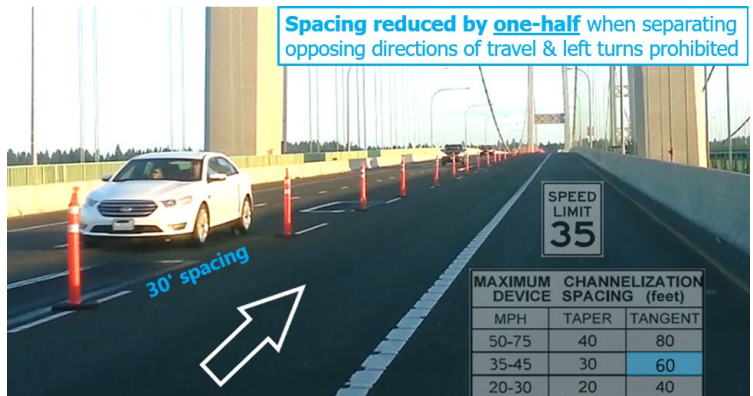 Spacing reduced by one-half when separating
opposing directions of travel & left turns prohibited
30' spacing
SPEED
LIMIT
35
MAXIMUM CHANNELIZATION
DEVICE SPACING (feet)
MPH TAPER TANGENT
50-75 40 80
35-45 30 60
20-30 20 40